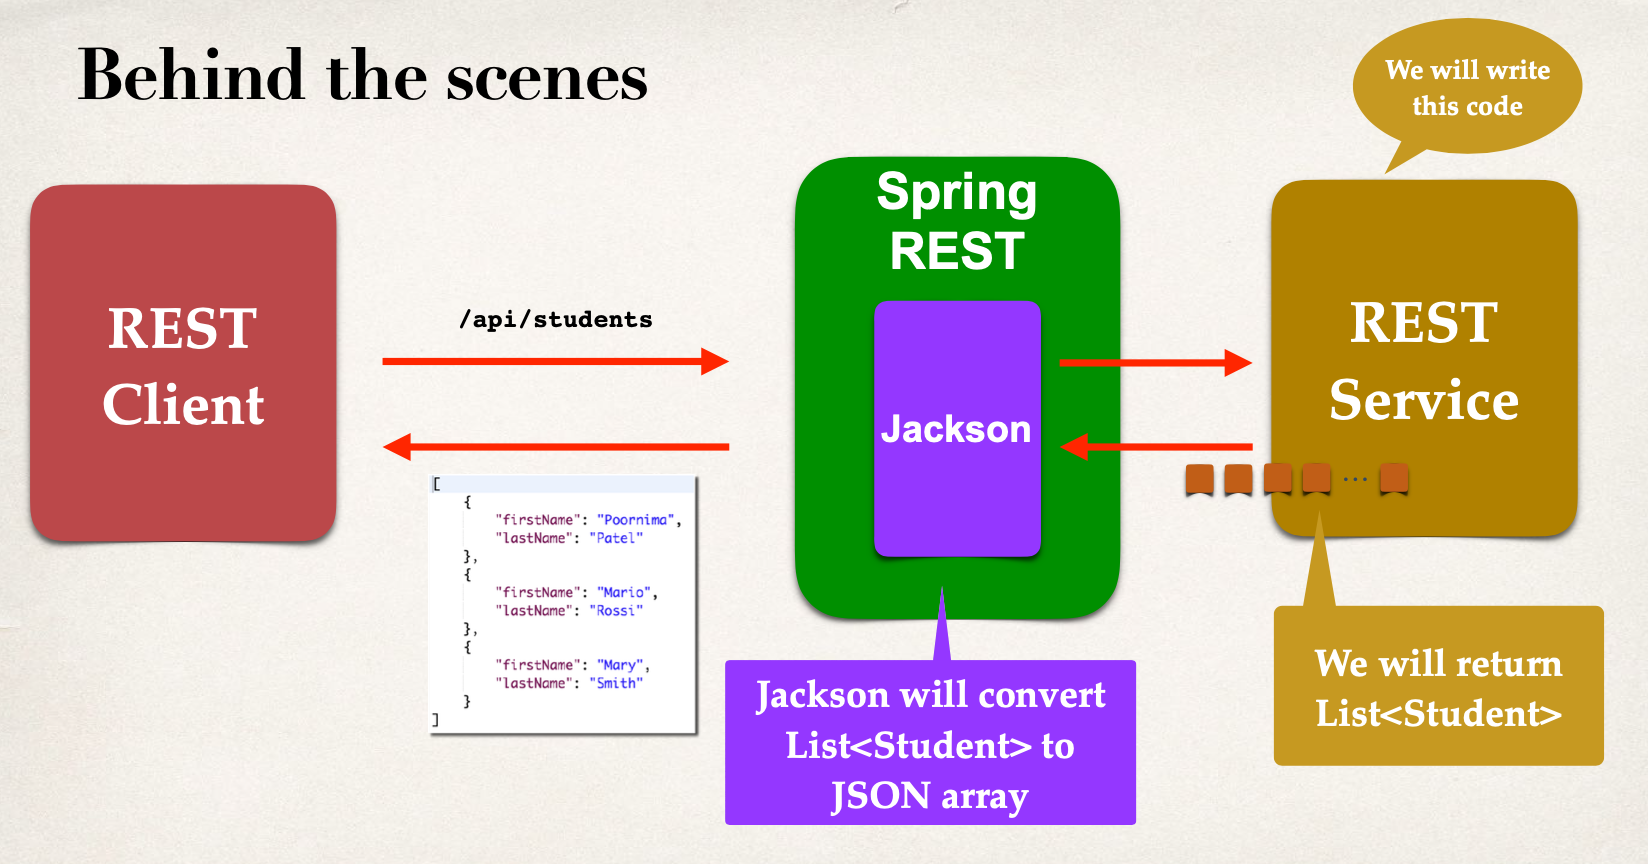 Behind the scenes
We will write
this code
REST
Client
/api/students
[
{
"firstName": "Poornima",
"lastName": "Patel"
},
{
"firstName": "Mario",
"lastName": "Rossi"
},
{
"firstName": "Mary",
"lastName": "Smith"
}
]
Spring
REST
Jackson
Jackson will convert
List<Student> to
JSON array
REST
Service
...
We will return
List<Student>